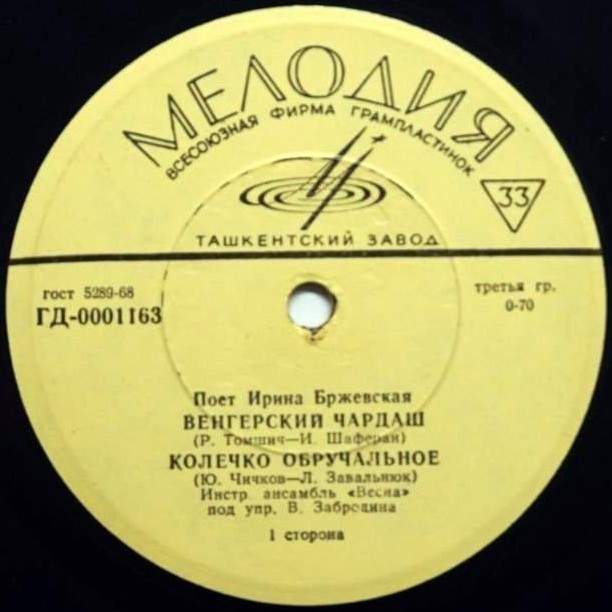 МЕЛОДИЯ
ВСЕСОЮЗНАЯ ФИРМА ГРАМПЛАСТИНОК
33
ТАШКЕНТСКИЙ ЗАВОД
гост 5289-68
третья гр.
ГД-0001163
0-70
Поет Ирина Бржевская
ВЕНГЕРСКИЙ ЧАРДАШ
(Р. Томшич—И. Шаферан)
КОЛЕЧКО ОБРУЧАЛЬНОЕ
(Ю. Чичков—Л. Завальнюк)
Инстр. ансамбль «Весна»
под упр. В. Забродина
1 сторона